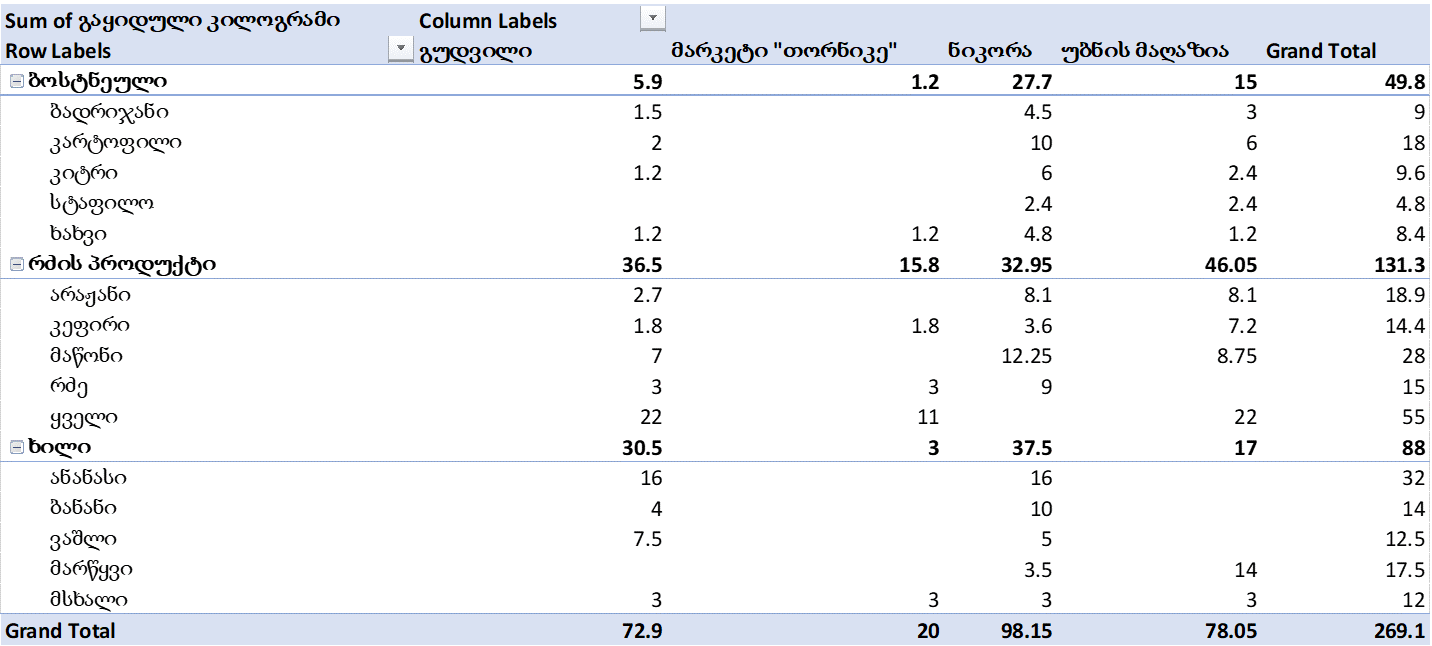 Sum of გაყიდული კილოგრამი Column Labels
Row Labels გუდვილი მარკეტი "თორნიკე" ნიკორა უბნის მაღაზია Grand Total
ბოსტნეული 5.9 1.2 27.7 15 49.8
ბადრიჯანი 1.5 4.5 3 9
კარტოფილი 2 10 6 18
კიტრი 1.2 6 2.4 9.6
სტაფილო 2.4 2.4 4.8
ხახვი 1.2 1.2 4.8 1.2 8.4
რძის პროდუქტი 36.5 15.8 32.95 46.05 131.3
არაჟანი 2.7 8.1 8.1 18.9
კეფირი 1.8 1.8 3.6 7.2 14.4
მაწონი 7 12.25 8.75 28
რძე 3 3 9 15
ყველი 22 11 22 55
ხილი 30.5 3 37.5 17 88
ანანასი 16 16 32
ბანანი 4 10 14
ვაშლი 7.5 5 12.5
მარწყვი 3.5 14 17.5
მსხალი 3 3 3 3 12
Grand Total 72.9 20 98.15 78.05 269.1